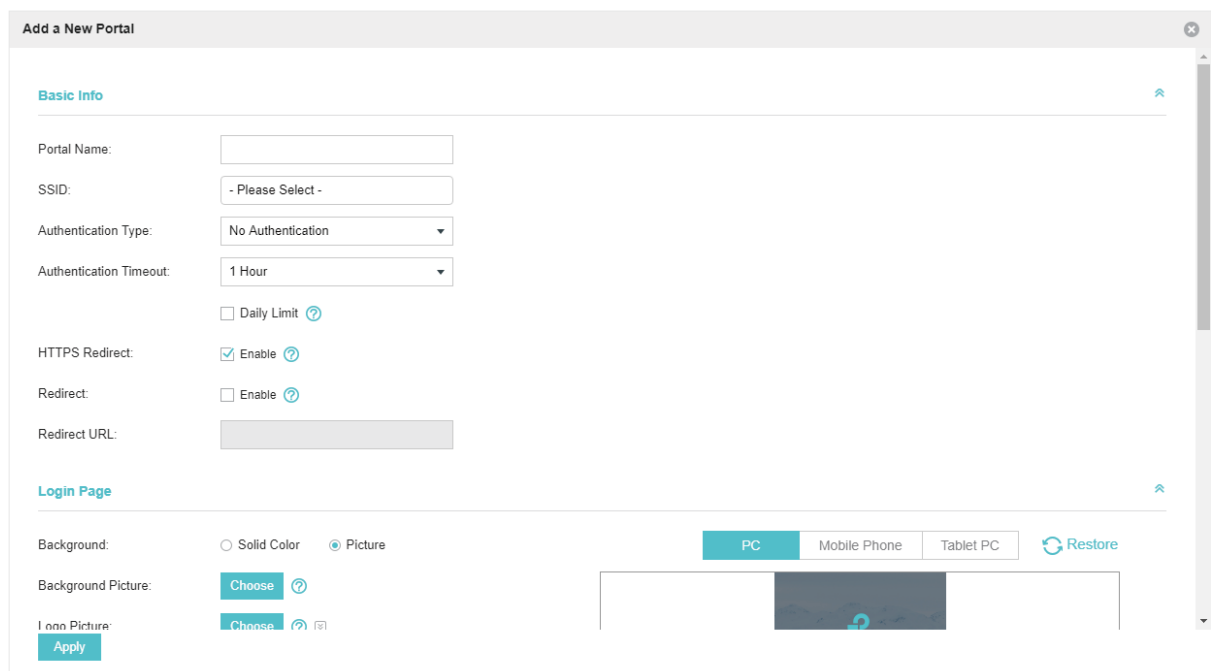 Add a New Portal
Basic Info
Portal Name:
SSID:
- Please Select -
Authentication Type:
No Authentication
Authentication Timeout:
1 Hour
Daily Limit ?
HTTPS Redirect:
Enable ?
Redirect:
Enable ?
Redirect URL:
Login Page
Background:
Solid Color
Picture
PC
Mobile Phone
Tablet PC
Restore
Background Picture:
Choose ?
Logo Picture:
Choose ?
Apply